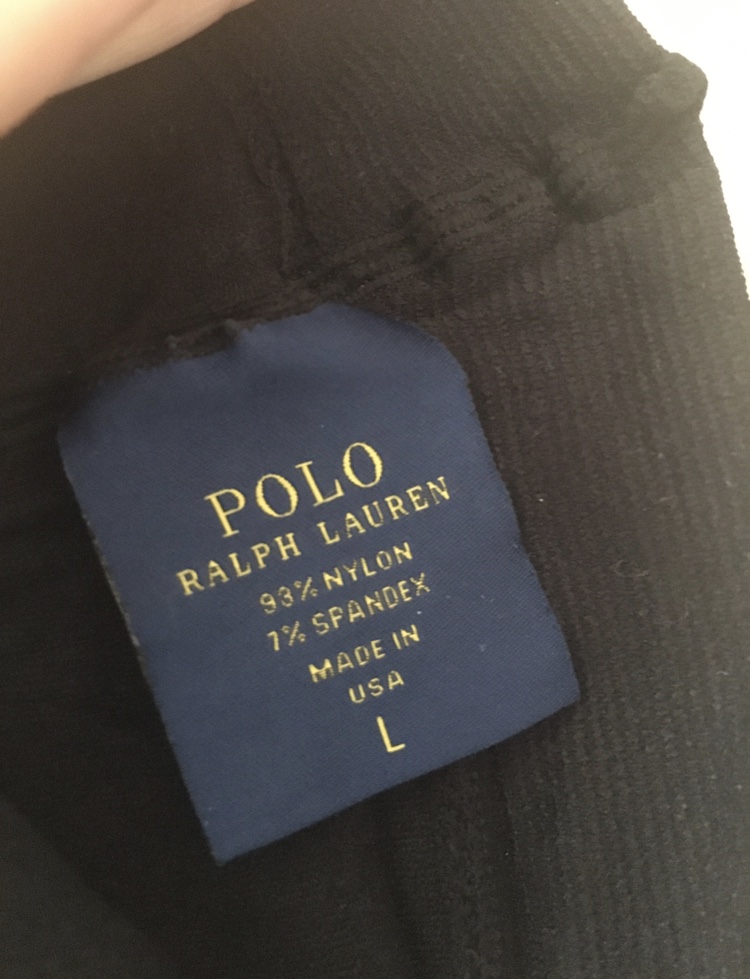 POLO
RALPH LAUREN
93% NYLON
7% SPANDEX
MADE IN
USA
L